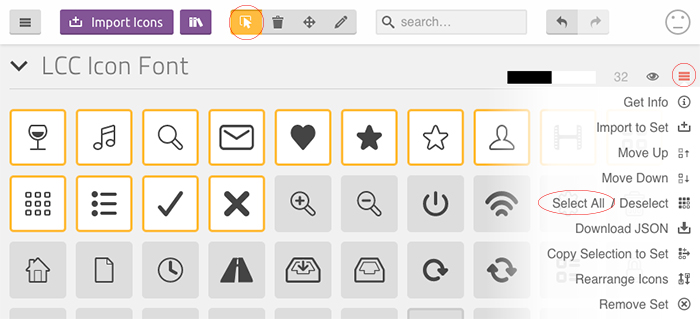 Import Icons
search...
LCC Icon Font
32
Get Info
Import to Set
Move Up
Move Down
Select All / Deselect
Download JSON
Copy Selection to Set
Rearrange Icons
Remove Set